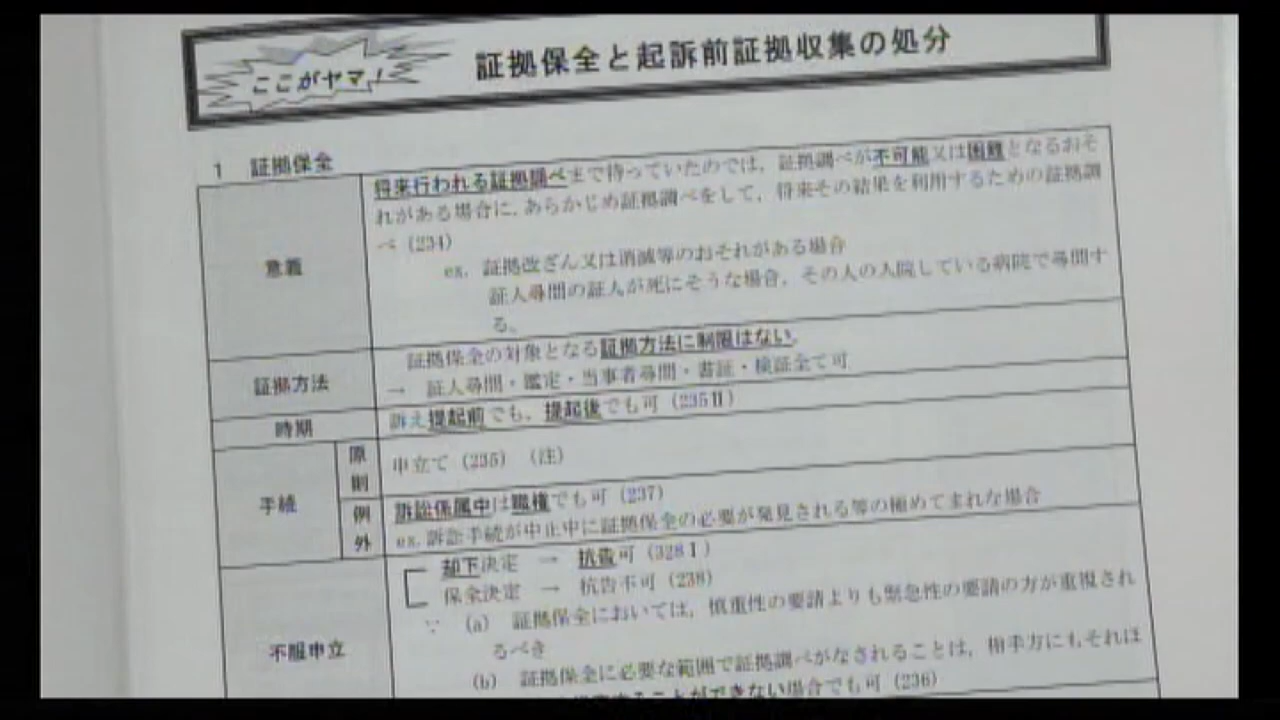 ここがヤマ!
証拠保全と起訴前証拠収集の処分
1 証拠保全
意義
将来行われる証拠調べまで待っていたのでは，証拠調べが不可能又は困難となるおそ
れがある場合に，あらかじめ証拠調べをして，将来その結果を利用するための証拠調
べ（234）
ex. 証拠改ざん又は消滅等のおそれがある場合
証人尋問の証人が死にそうな場合，その人の入院している病院で尋問す
る。
証拠方法
証拠保全の対象となる証拠方法に制限はない。
→ 証人尋問・鑑定・当事者尋問・書証・検証全て可
時期
訴え提起前でも，提起後でも可（235Ⅱ）
手続
原則
申立て（235）（注）
例外
訴訟係属中は職権でも可（237）
ex. 訴訟手続が中止中に証拠保全の必要が発見される等の極めてまれな場合
不服申立
却下決定 → 抗告可（328Ⅰ）
保全決定 → 抗告不可（238）
∵ (a) 証拠保全においては，慎重性の要請よりも緊急性の要請の方が重視され
るべき
(b) 証拠保全に必要な範囲で証拠調べがなされることは，相手方にもそれほ
することができない場合でも可（236）